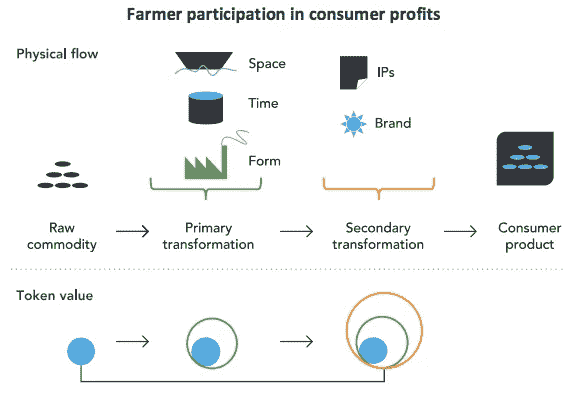 Farmer participation in consumer profits
Physical flow
Space
Time
Form
IPs
Brand
Raw
commodity
Primary
transformation
Secondary
transformation
Consumer
product
Token value